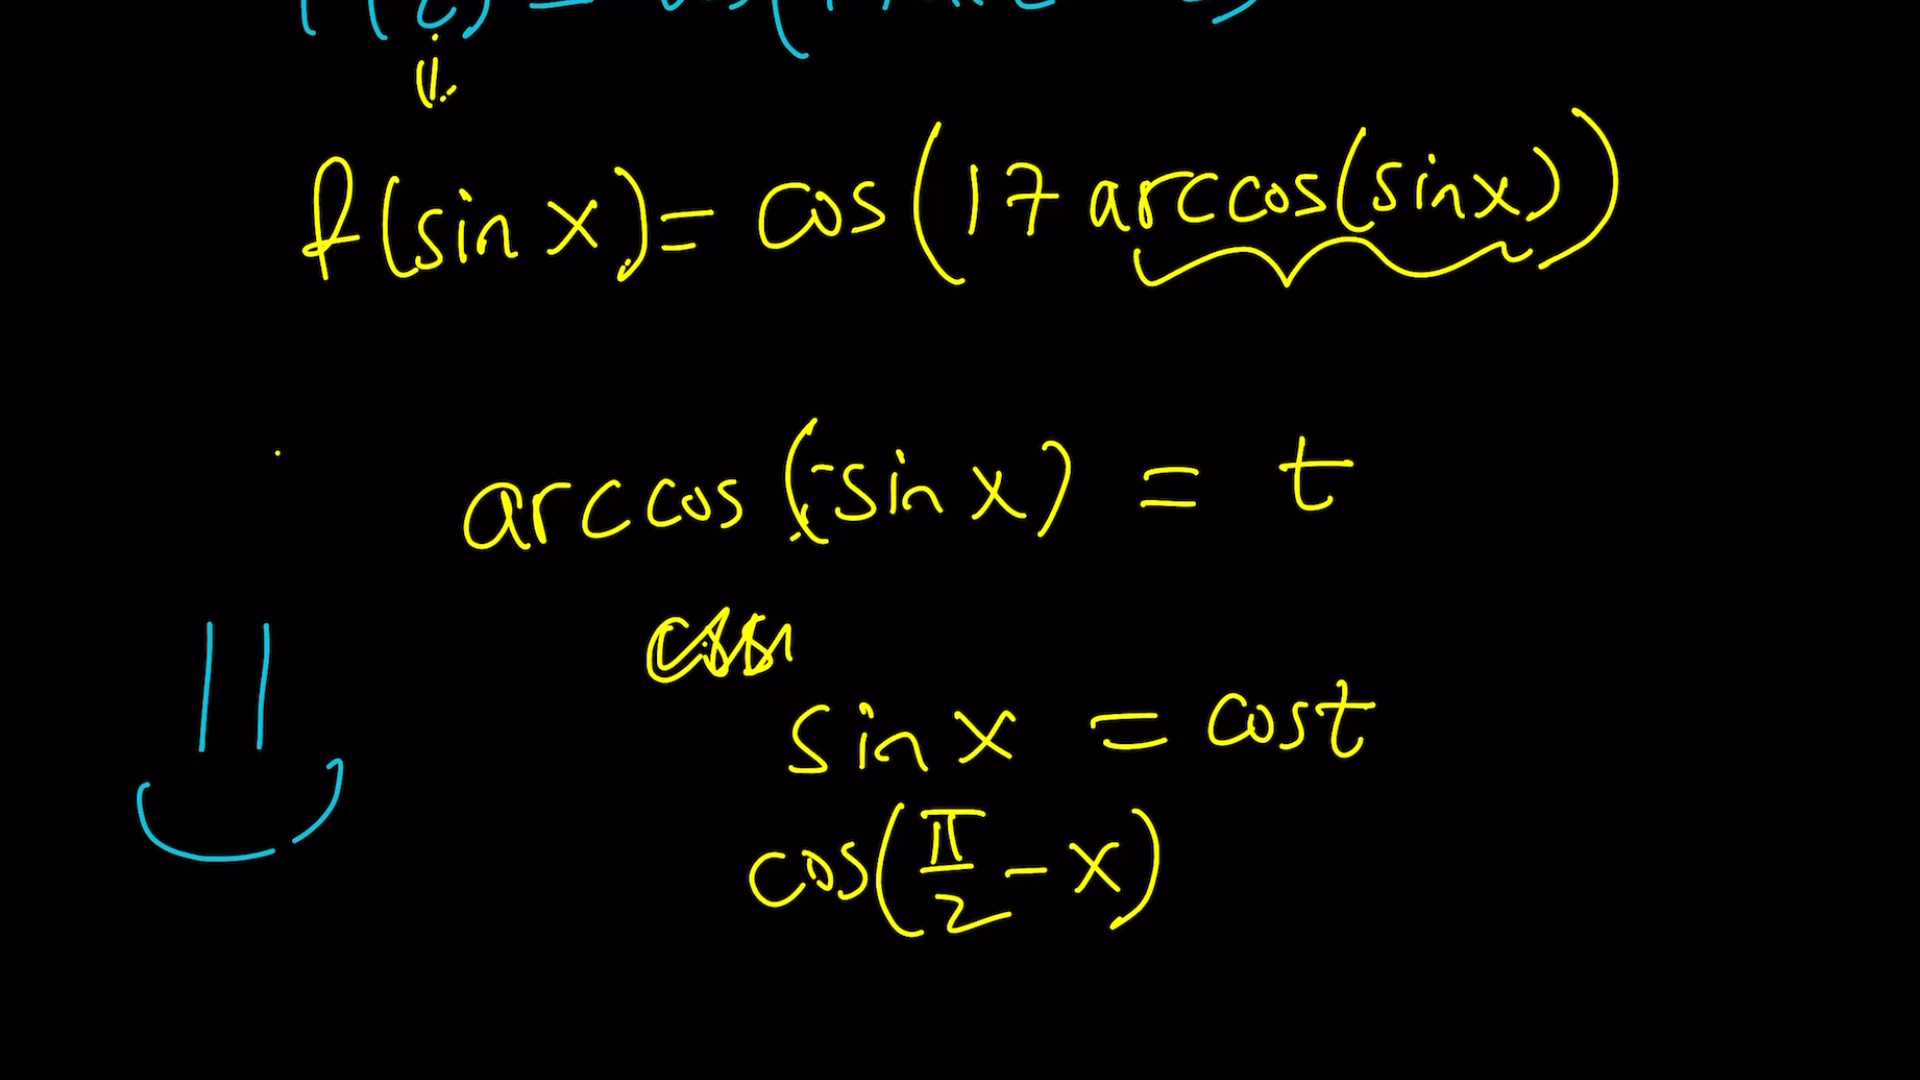 f(sin x) = cos(17 arccos(sin x))
arccos(sin x) = t
sin x = cos t
cos(π/2 - x)